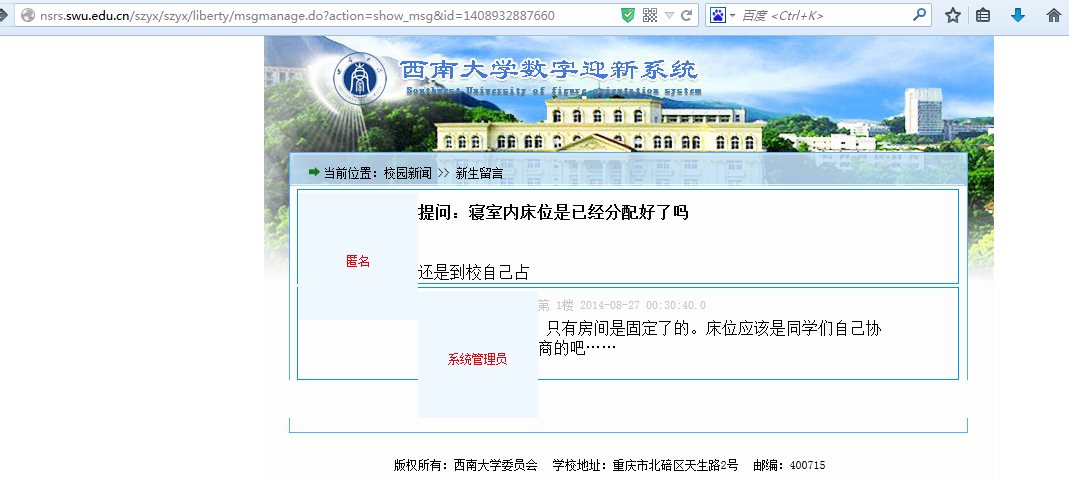 nsrs.swu.edu.cn/szyx/szyx/liberty/msgmanage.do?action=show_msg&id=1408932887660
百度 <Ctrl+K>
西南大学数字迎新系统
Southwest University of figure orientation system
当前位置：校园新闻 >> 新生留言
提问：寝室内床位是已经分配好了吗
匿名
还是到校自己占
第 1楼 2014-08-27 00:30:40.0
只有房间是固定了的。床位应该是同学们自己协
商的吧……
系统管理员
版权所有：西南大学委员会 学校地址：重庆市北碚区天生路2号 邮编：400715